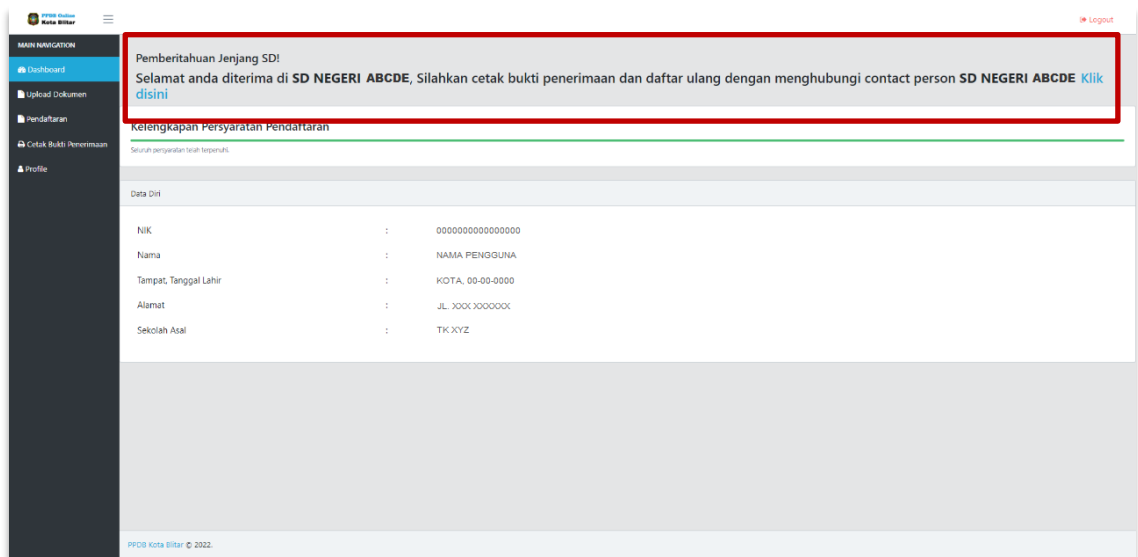 PPDB Online
Kota Blitar
Logout
MAIN NAVIGATION
Dashboard
Upload Dokumen
Pendaftaran
Cetak Bukti Penerimaan
Profile
Pemberitahuan Jenjang SD!
Selamat anda diterima di SD NEGERI ABCDE, Silahkan cetak bukti penerimaan dan daftar ulang dengan menghubungi contact person SD NEGERI ABCDE Klik
disini
Kelengkapan Persyaratan Pendaftaran
Seluruh persyaratan telah terpenuhi.
Data Diri
NIK : 0000000000000000
Nama : NAMA PENGGUNA
Tampat, Tanggal Lahir : KOTA, 00-00-0000
Alamat : JL. XXX XXXXXXX
Sekolah Asal : TK XYZ
PPDB Kota Blitar © 2022.